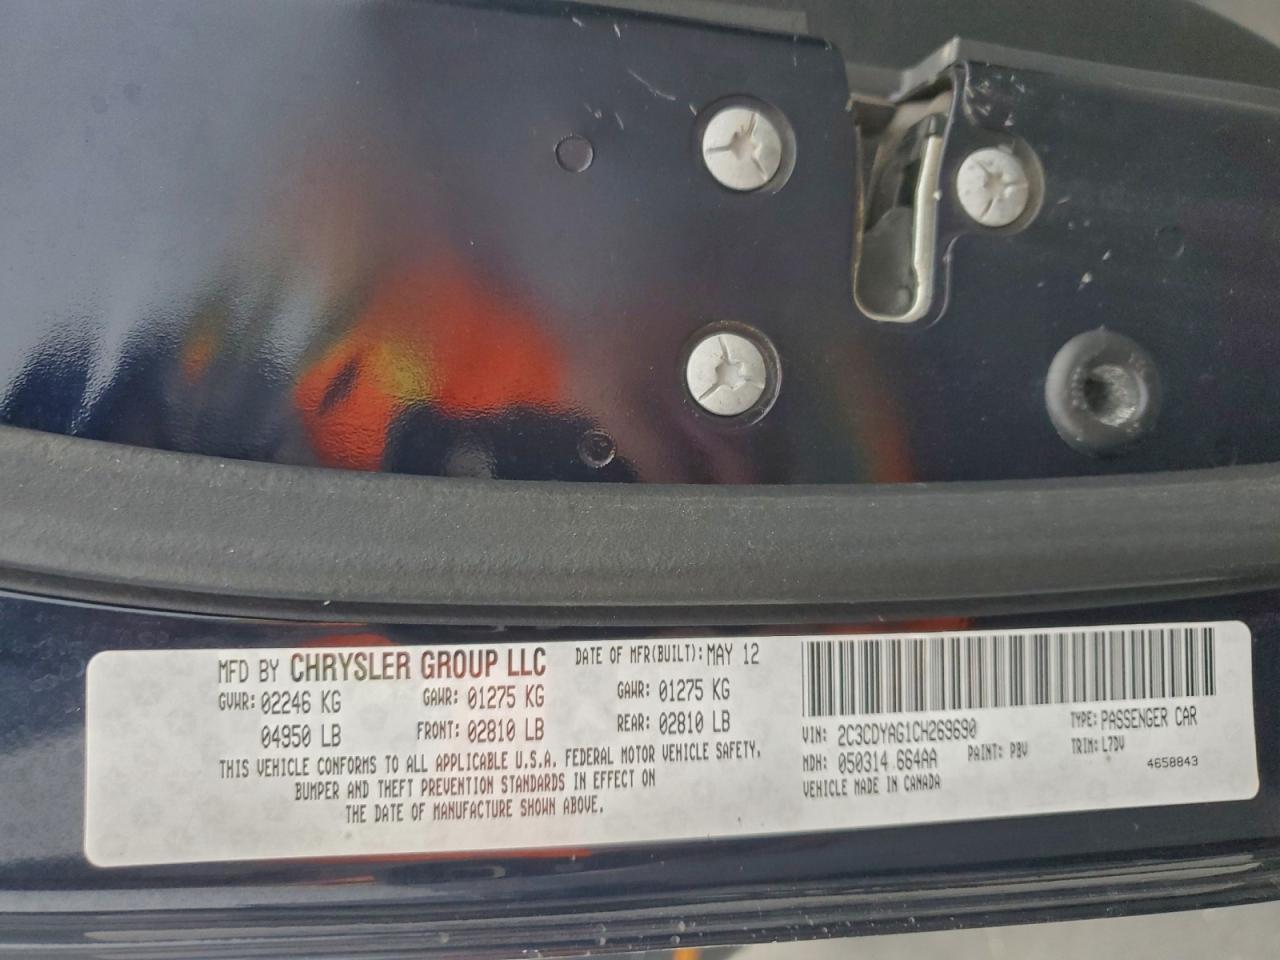 MFD BY CHRYSLER GROUP LLC DATE OF MFR(BUILT): MAY 12
GVWR: 02246 KG GAWR: 01275 KG GAWR: 01275 KG
04950 LB FRONT: 02810 LB REAR: 02810 LB
THIS VEHICLE CONFORMS TO ALL APPLICABLE U.S.A. FEDERAL MOTOR VEHICLE SAFETY,
BUMPER AND THEFT PREVENTION STANDARDS IN EFFECT ON
THE DATE OF MANUFACTURE SHOWN ABOVE.
VIN: 2C3CDYAG1CH269690 TYPE: PASSENGER CAR
MDH: 050314 664AA PAINT: PBV TRIM: L7DV
VEHICLE MADE IN CANADA 4658843